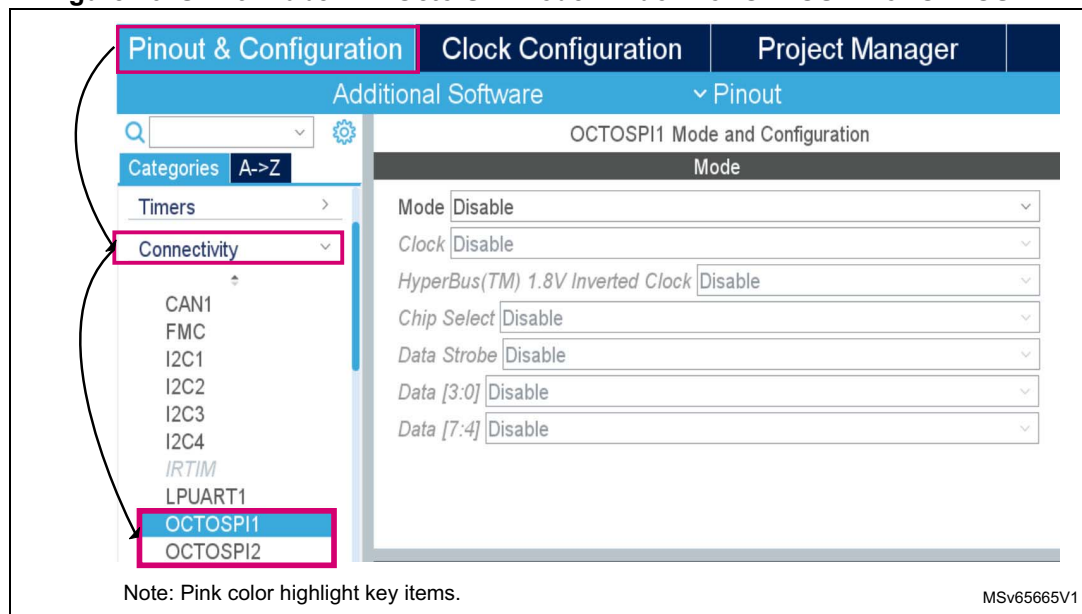 Pinout & Configuration Clock Configuration Project Manager
Additional Software Pinout
OCTOSPI1 Mode and Configuration
Categories A->Z Mode
Timers
Mode Disable
Connectivity
Clock Disable
HyperBus(TM) 1.8V Inverted Clock Disable
CAN1
Chip Select Disable
FMC
I2C1
Data Strobe Disable
I2C2
Data [3:0] Disable
I2C3
Data [7:4] Disable
I2C4
IRTIM
LPUART1
OCTOSPI1
OCTOSPI2
Note: Pink color highlight key items.
MSv65665V1